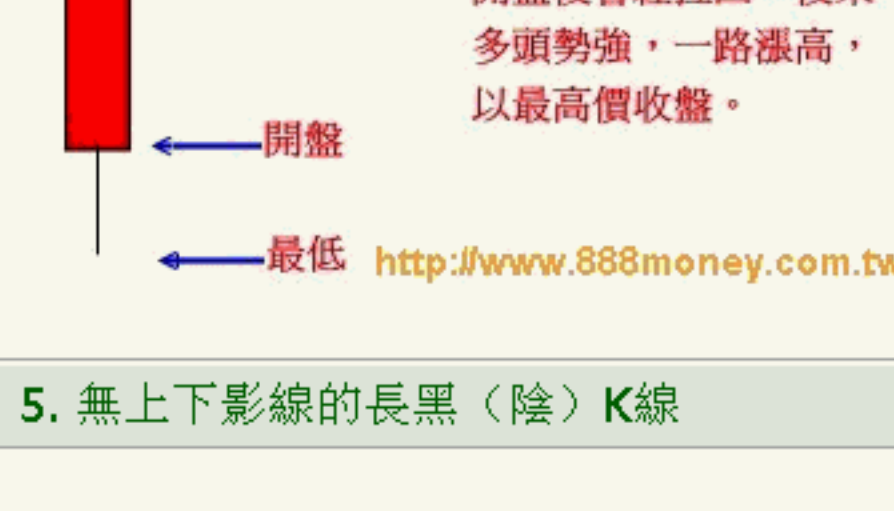 多頭勢強，一路漲高，
以最高價收盤。
開盤
最低
http://www.888money.com.tw
5. 無上下影線的長黑（陰）K線